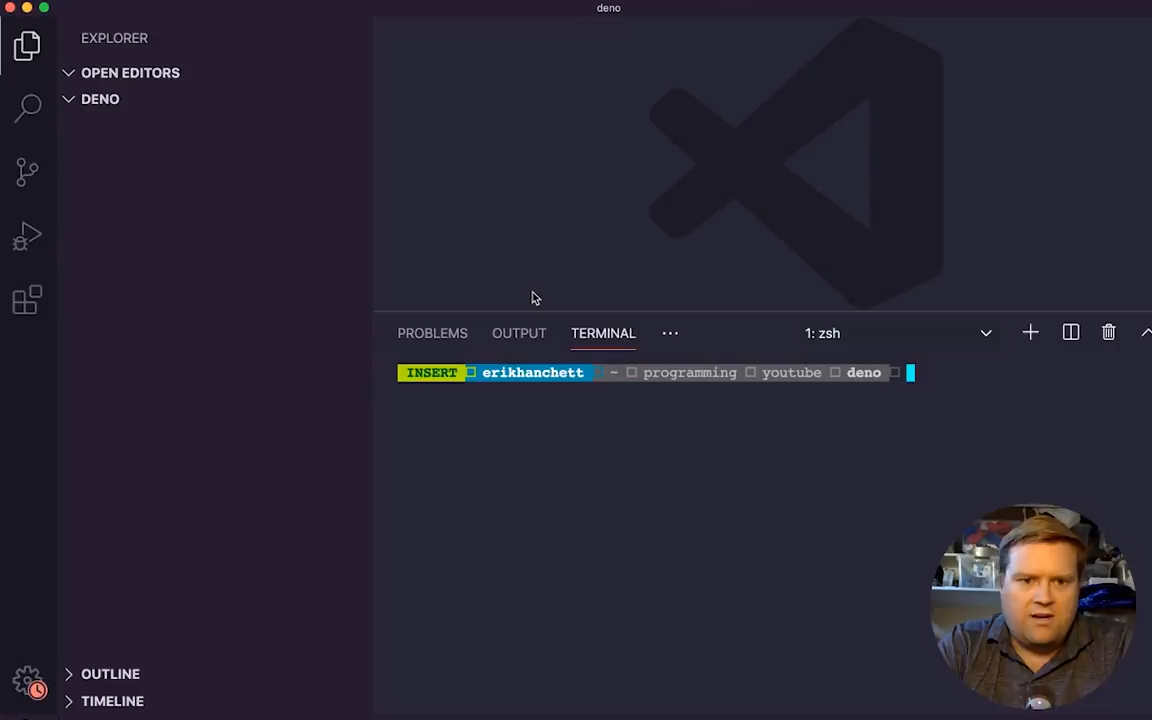 deno
EXPLORER
OPEN EDITORS
DENO
PROBLEMS OUTPUT TERMINAL ··· 1: zsh
INSERT erikhanchett ~ programming youtube deno
OUTLINE
TIMELINE